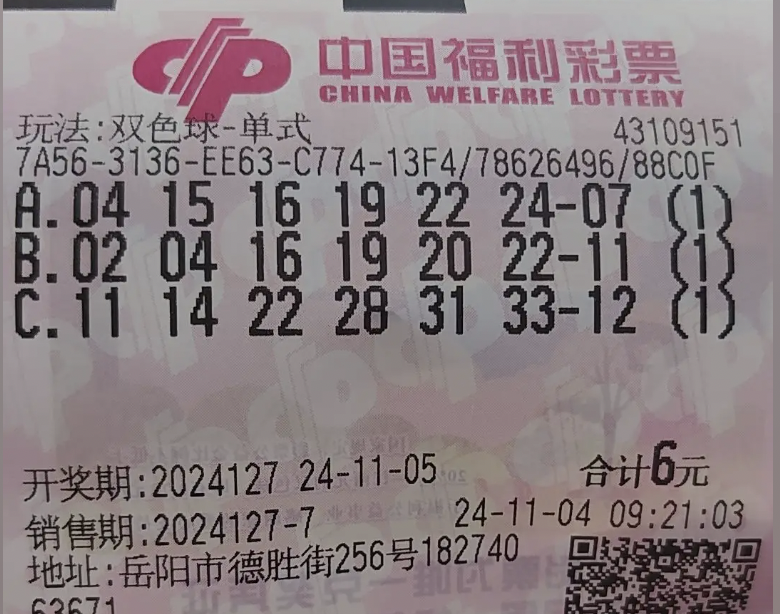 中国福利彩票
CHINA WELFARE LOTTERY
玩法:双色球-单式 43109151
7A56-3136-EE63-C774-13F4/78626496/88C0F
A.04 15 16 19 22 24-07 (1)
B.02 04 16 19 20 22-11 (1)
C.11 14 22 28 31 33-12 (1)
开奖期:2024127 24-11-05 合计6元
销售期:2024127-7 24-11-04 09:21:03
地址:岳阳市德胜街256号182740
63671